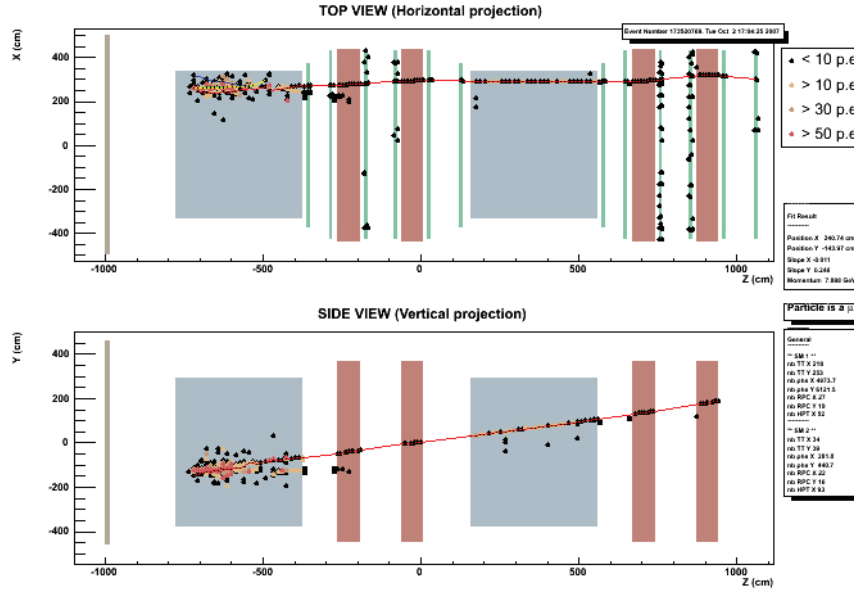 TOP VIEW (Horizontal projection)
Event Number 172520768. Tue Oct 2 17:04:25 2007
X (cm)
400
200
0
-200
-400
-1000
-500
0
500
1000
Z (cm)
< 10 p.e
> 10 p.e
> 30 p.e
> 50 p.e
Fit Result
Position X 240.74 cm
Position Y -143.97 cm
Slope X -0.011
Slope Y 0.248
Momentum 7.880 GeV
Particle is a μ
SIDE VIEW (Vertical projection)
Y (cm)
400
200
0
-200
-400
-1000
-500
0
500
1000
Z (cm)
General
** SM 1 **
nb TT X 210
nb TT Y 253
nb phe X 4973.7
nb phe Y 6121.5
nb RPC X 27
nb RPC Y 19
nb HPT X 52
** SM 2 **
nb TT X 34
nb TT Y 39
nb phe X 281.8
nb phe Y 440.7
nb RPC X 22
nb RPC Y 16
nb HPT X 93